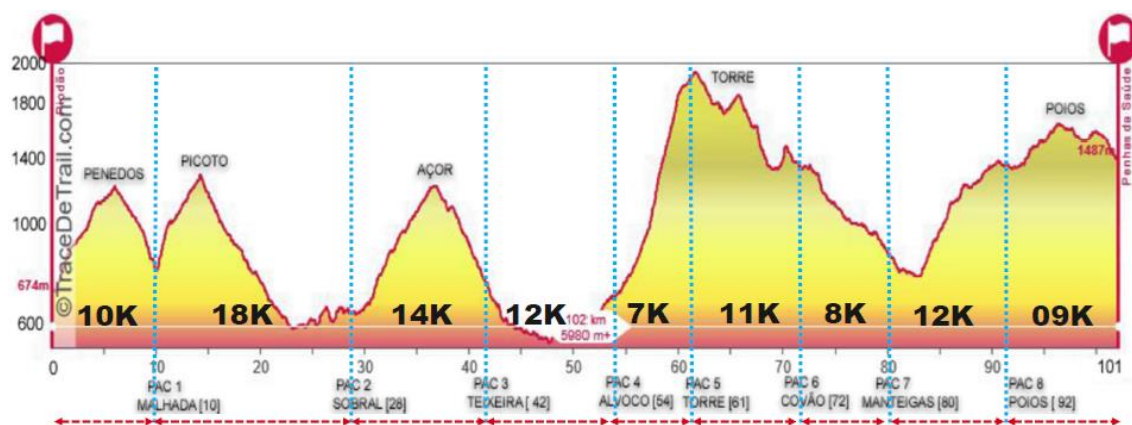 2000
1800
1400
1000
600
674m
©TraceDeTrail.com
Piodão
PENEDOS
PICOTO
AÇOR
TORRE
POIOS
1487m
Penhas da Saúde
10K
18K
14K
12K
7K
11K
8K
12K
09K
102 km
5980 m+
0 10 20 30 40 50 60 70 80 90 101
PAC 1
MALHADA [10]
PAC 2
SOBRAL [28]
PAC 3
TEIXEIRA [ 42]
PAC 4
ALVOCO [54]
PAC 5
TORRE [61]
PAC 6
COVÃO [72]
PAC 7
MANTEIGAS [80]
PAC 8
POIOS [ 92]